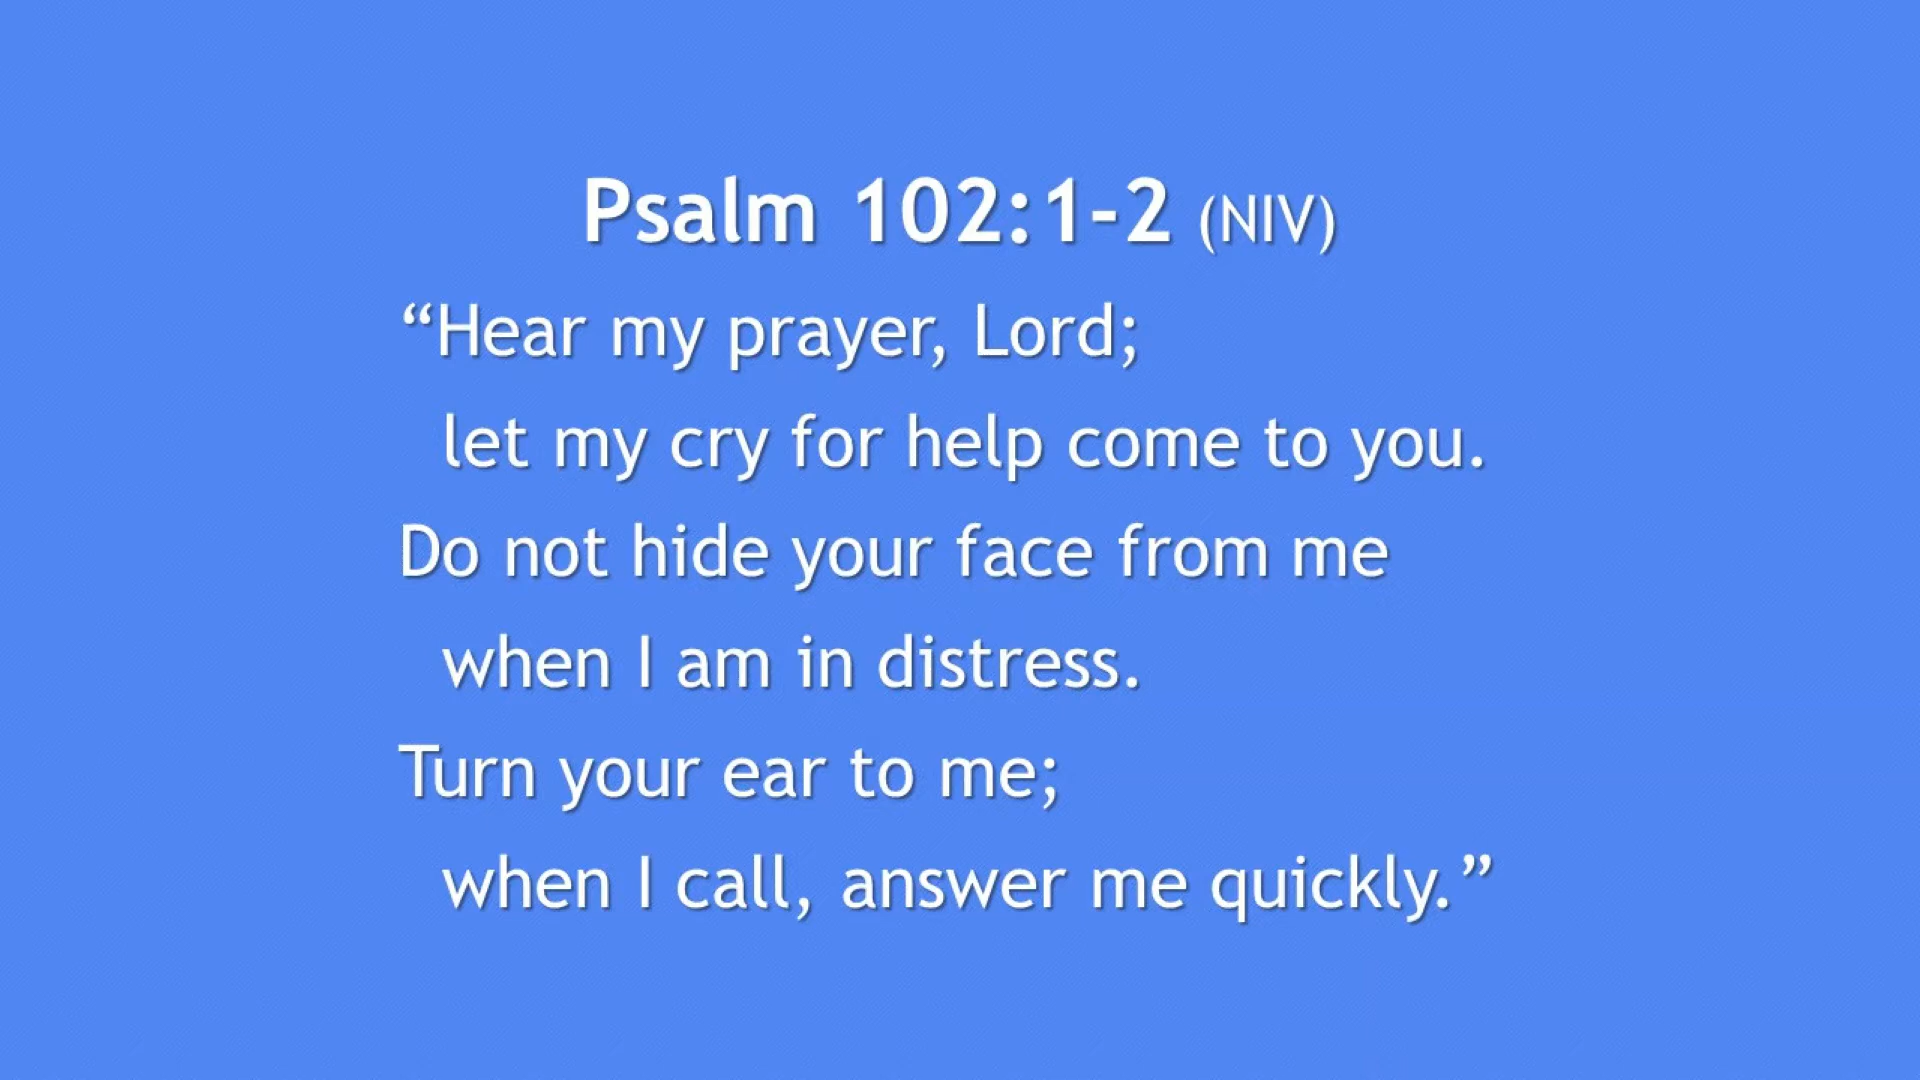 Psalm 102:1-2 (NIV)
“Hear my prayer, Lord;
let my cry for help come to you.
Do not hide your face from me
when I am in distress.
Turn your ear to me;
when I call, answer me quickly.”